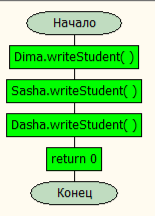 Начало
Dima.writeStudent( )
Sasha.writeStudent( )
Dasha.writeStudent( )
return 0
Конец